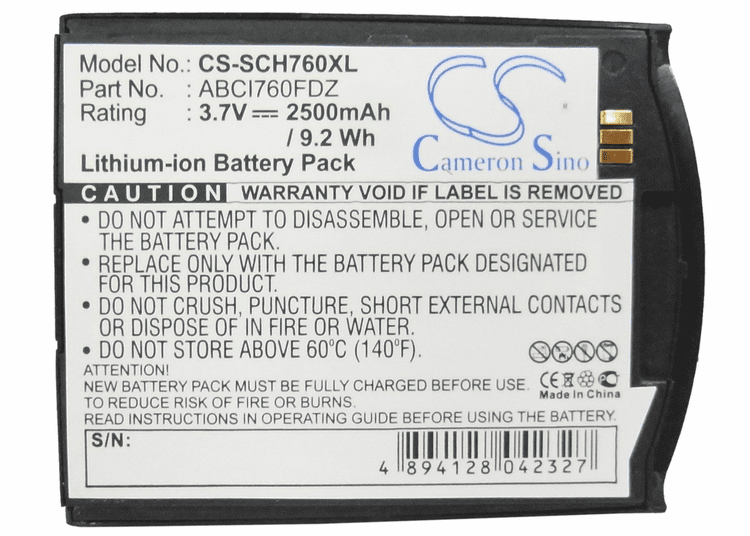 Model No.: CS-SCH760XL
Part No. : ABCI760FDZ
Rating : 3.7V 2500mAh
/ 9.2 Wh
Lithium-ion Battery Pack
CS
Cameron Sino
CAUTION WARRANTY VOID IF LABEL IS REMOVED
• DO NOT ATTEMPT TO DISASSEMBLE, OPEN OR SERVICE
THE BATTERY PACK.
• REPLACE ONLY WITH THE BATTERY PACK DESIGNATED FOR
THIS PRODUCT.
• DO NOT CRUSH, PUNCTURE, SHORT EXTERNAL CONTACTS
OR DISPOSE OF IN FIRE OR WATER.
• DO NOT STORE ABOVE 60°C (140°F).
ATTENTION!
NEW BATTERY PACK MUST BE FULLY CHARGED BEFORE USE
TO REDUCE RISK OF FIRE OR BURNS.
READ INSTRUCTIONS IN OPERATING GUIDE BEFORE USING THE BATTERY.
CE
Made In China
S/N:
4 894128 042327